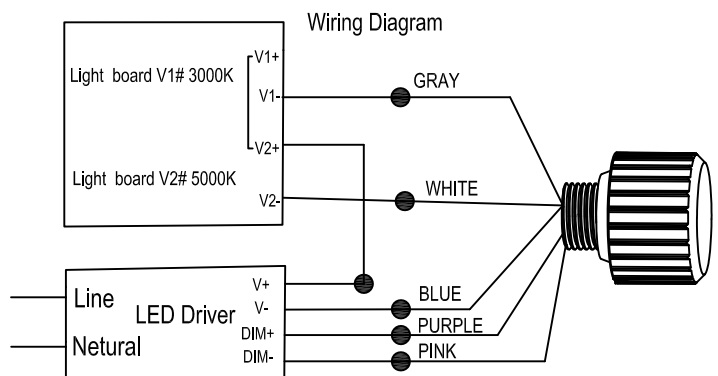 Wiring Diagram
Light board V1# 3000K
V1+
V1-
GRAY
V2+
Light board V2# 5000K
V2-
WHITE
Line
LED Driver
Netural
V+
V-
BLUE
DIM+
PURPLE
DIM-
PINK